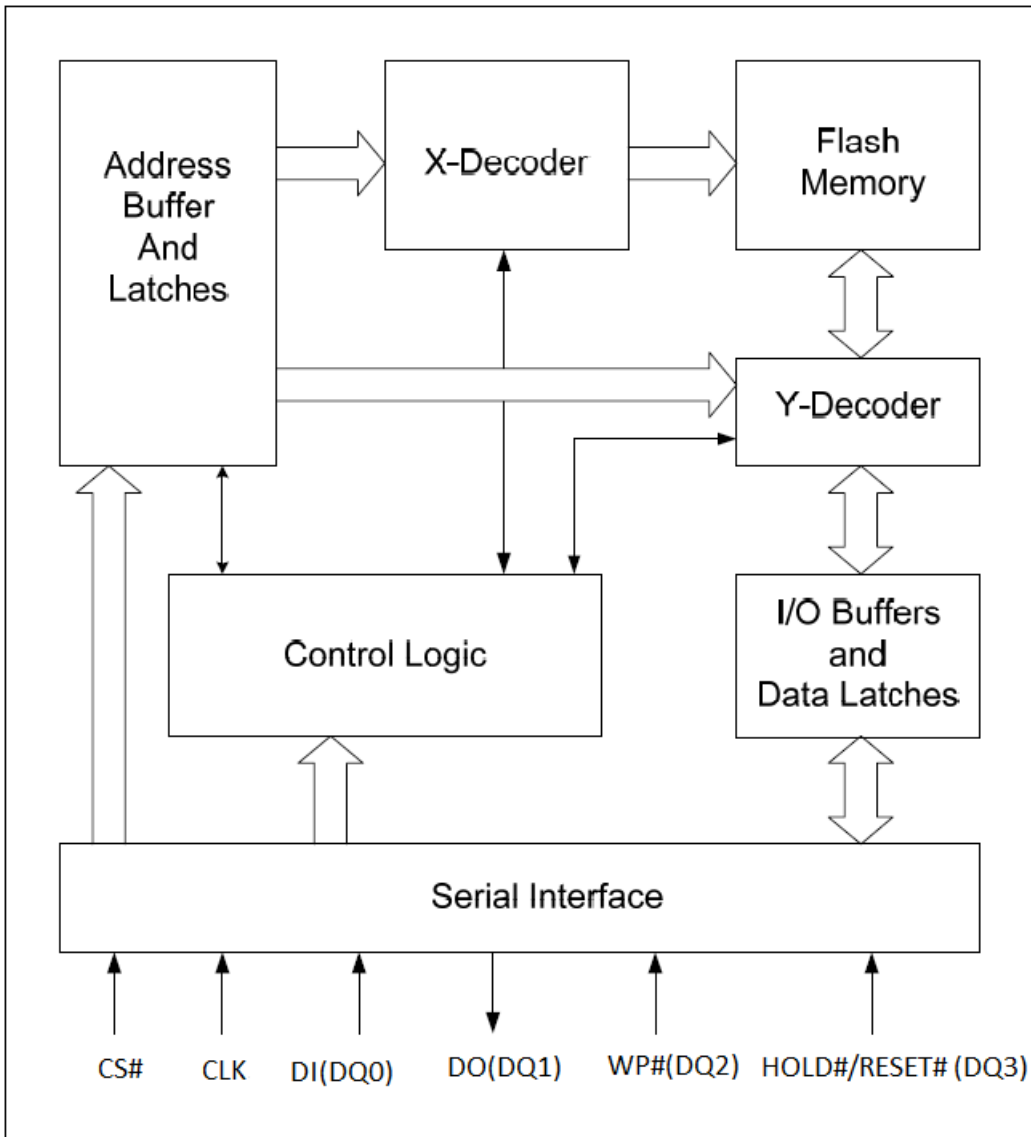 Address
Buffer
And
Latches
X-Decoder
Flash
Memory
Y-Decoder
Control Logic
I/O Buffers
and
Data Latches
Serial Interface
CS#
CLK
DI(DQ0)
DO(DQ1)
WP#(DQ2)
HOLD#/RESET# (DQ3)